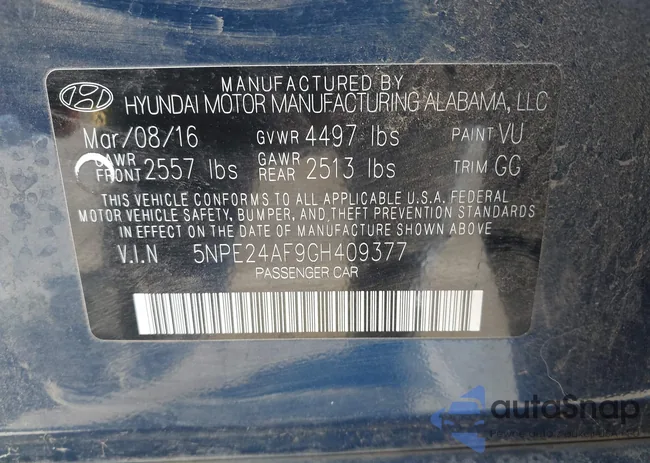 MANUFACTURED BY
HYUNDAI MOTOR MANUFACTURING ALABAMA, LLC
Mar/08/16 GVWR 4497 lbs PAINT VU
GAWR FRONT 2557 lbs GAWR REAR 2513 lbs TRIM GG
THIS VEHICLE CONFORMS TO ALL APPLICABLE U.S.A. FEDERAL
MOTOR VEHICLE SAFETY, BUMPER, AND THEFT PREVENTION STANDARDS
IN EFFECT ON THE DATE OF MANUFACTURE SHOWN ABOVE
V.I.N 5NPE24AF9GH409377
PASSENGER CAR
autoSnap